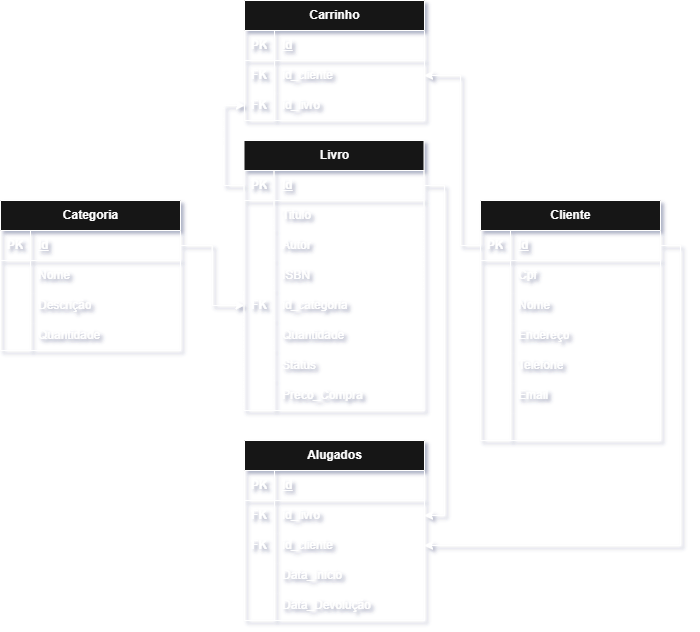 Carrinho
PK id
FK id_cliente
FK id_livro
Livro
PK id
Titulo
Autor
ISBN
FK id_categoria
Quantidade
Status
Preco_Compra
Categoria
PK id
Nome
Descrição
Quantidade
Cliente
PK id
Cpf
Nome
Endereço
Telefone
Email
Alugados
PK id
FK id_livro
FK id_cliente
Data_Inicio
Data_Devolução